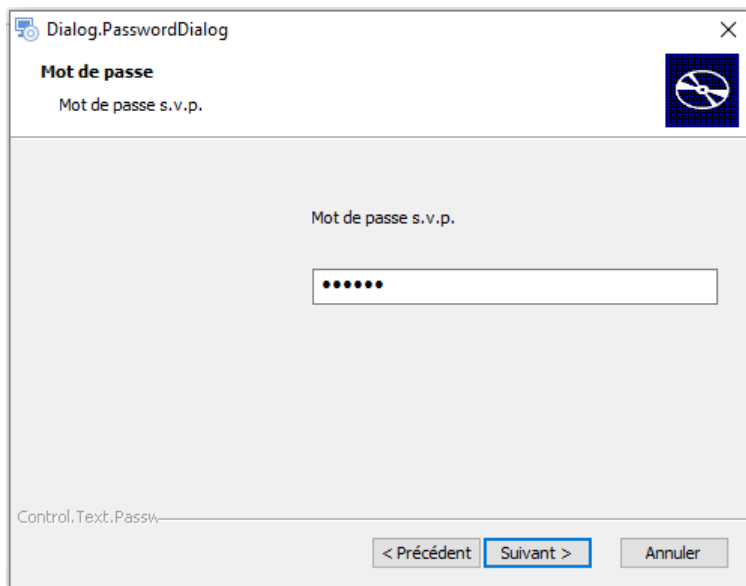 Dialog.PasswordDialog
Mot de passe
Mot de passe s.v.p.
Mot de passe s.v.p.
••••••
Control.Text.Passw
< Précédent Suivant > Annuler